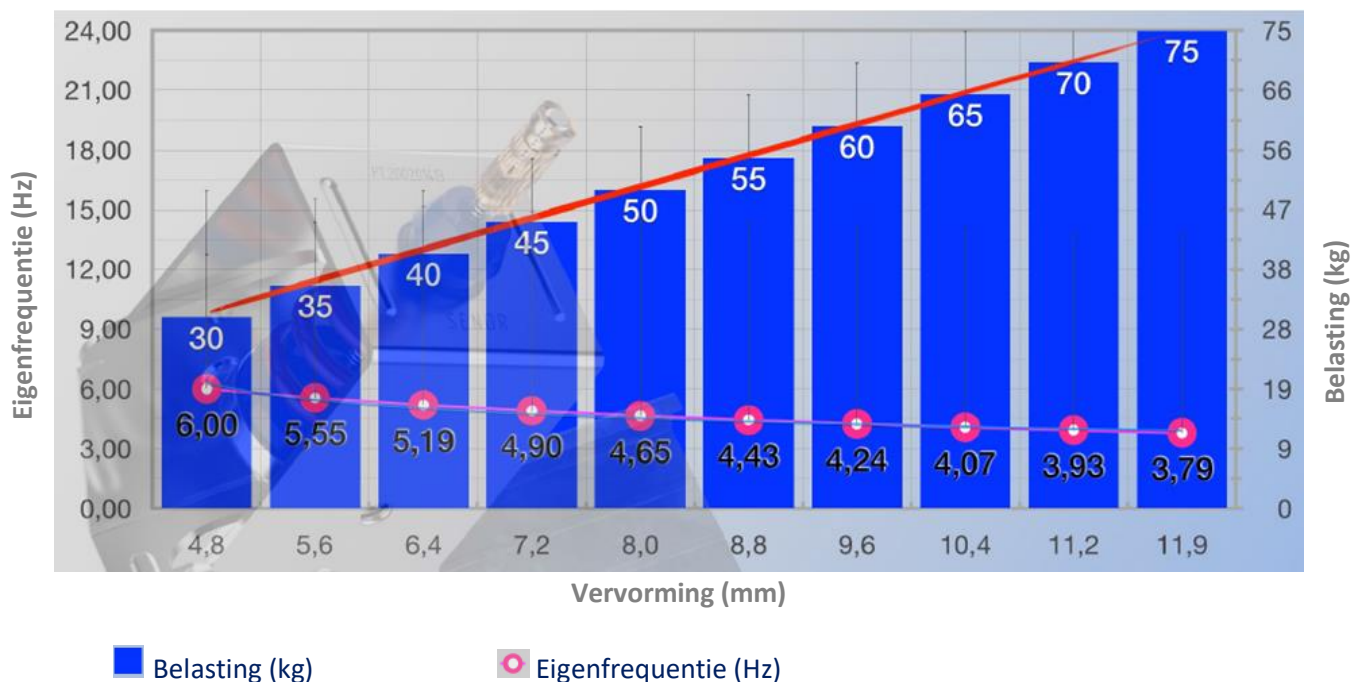 24,00
21,00
18,00
15,00
12,00
9,00
6,00
3,00
0,00
Eigenfrequentie (Hz)
30 35 40 45 50 55 60 65 70 75
6,00 5,55 5,19 4,90 4,65 4,43 4,24 4,07 3,93 3,79
75
66
56
47
38
28
19
9
0
Belasting (kg)
4,8 5,6 6,4 7,2 8,0 8,8 9,6 10,4 11,2 11,9
Vervorming (mm)
Belasting (kg) Eigenfrequentie (Hz)